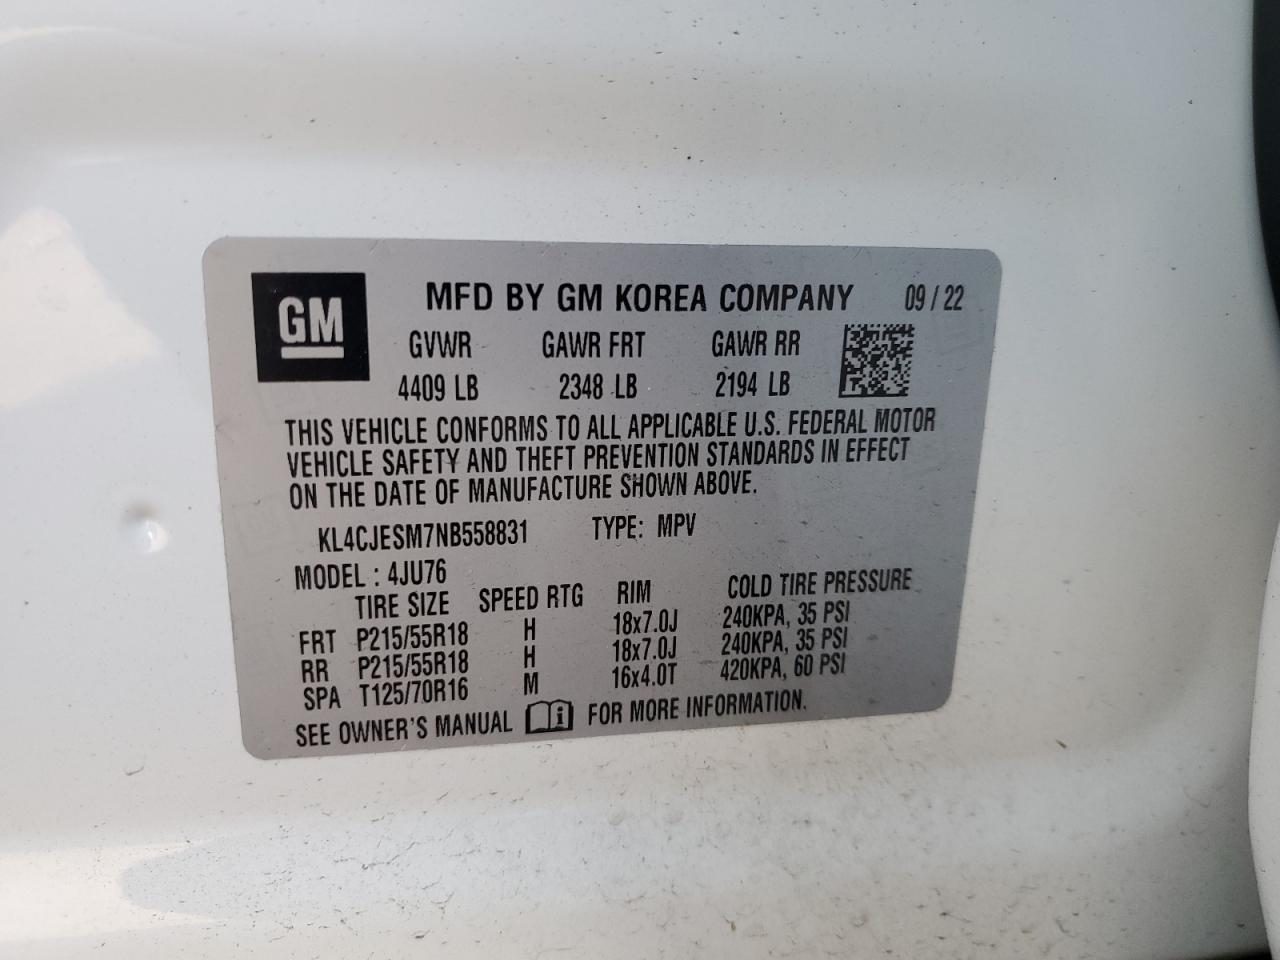 GM
MFD BY GM KOREA COMPANY 09 / 22
GVWR GAWR FRT GAWR RR
4409 LB 2348 LB 2194 LB
THIS VEHICLE CONFORMS TO ALL APPLICABLE U.S. FEDERAL MOTOR
VEHICLE SAFETY AND THEFT PREVENTION STANDARDS IN EFFECT
ON THE DATE OF MANUFACTURE SHOWN ABOVE.
KL4CJESM7NB558831 TYPE: MPV
MODEL : 4JU76
TIRE SIZE SPEED RTG RIM COLD TIRE PRESSURE
FRT P215/55R18 H 18x7.0J 240KPA, 35 PSI
RR P215/55R18 H 18x7.0J 240KPA, 35 PSI
SPA T125/70R16 M 16x4.0T 420KPA, 60 PSI
SEE OWNER'S MANUAL i FOR MORE INFORMATION.